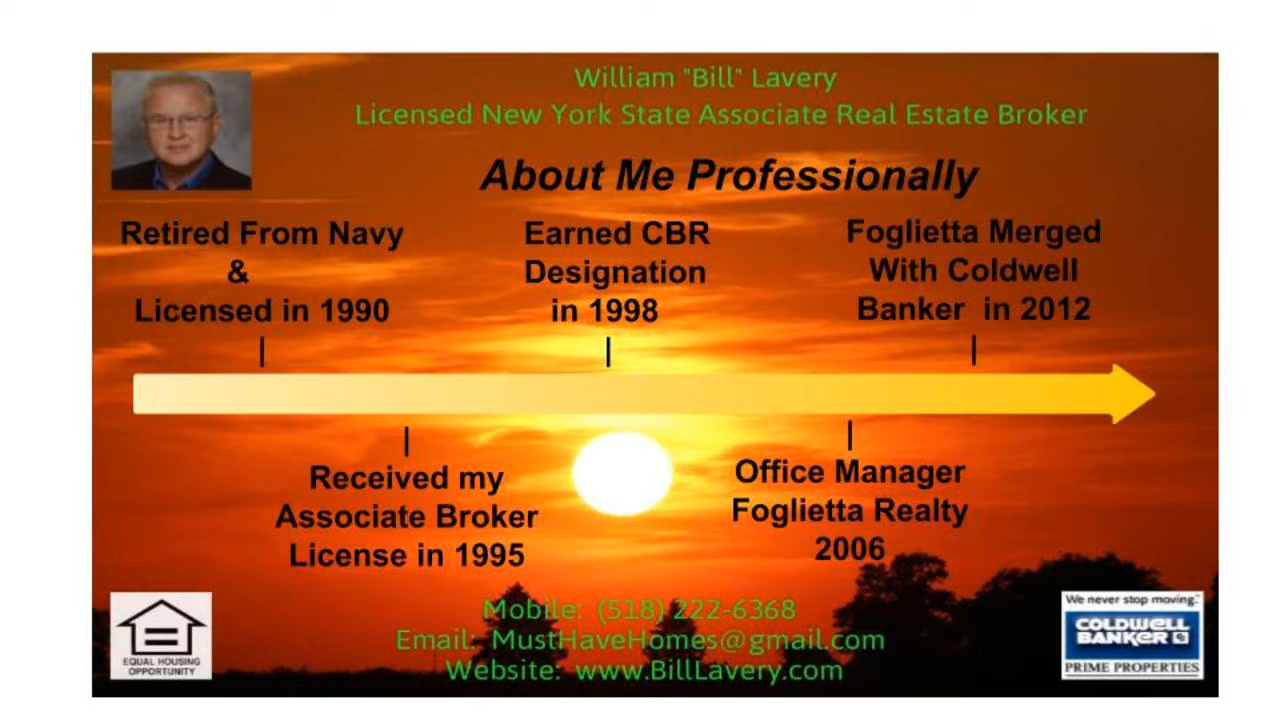 William "Bill" Lavery
Licensed New York State Associate Real Estate Broker
About Me Professionally
Retired From Navy
&
Licensed in 1990
Earned CBR
Designation
in 1998
Foglietta Merged
With Coldwell
Banker in 2012
Received my
Associate Broker
License in 1995
Office Manager
Foglietta Realty
2006
Mobile: (518) 222-6368
Email: MustHaveHomes@gmail.com
Website: www.BillLavery.com
EQUAL HOUSING
OPPORTUNITY
We never stop moving.™
COLDWELL
BANKER
PRIME PROPERTIES